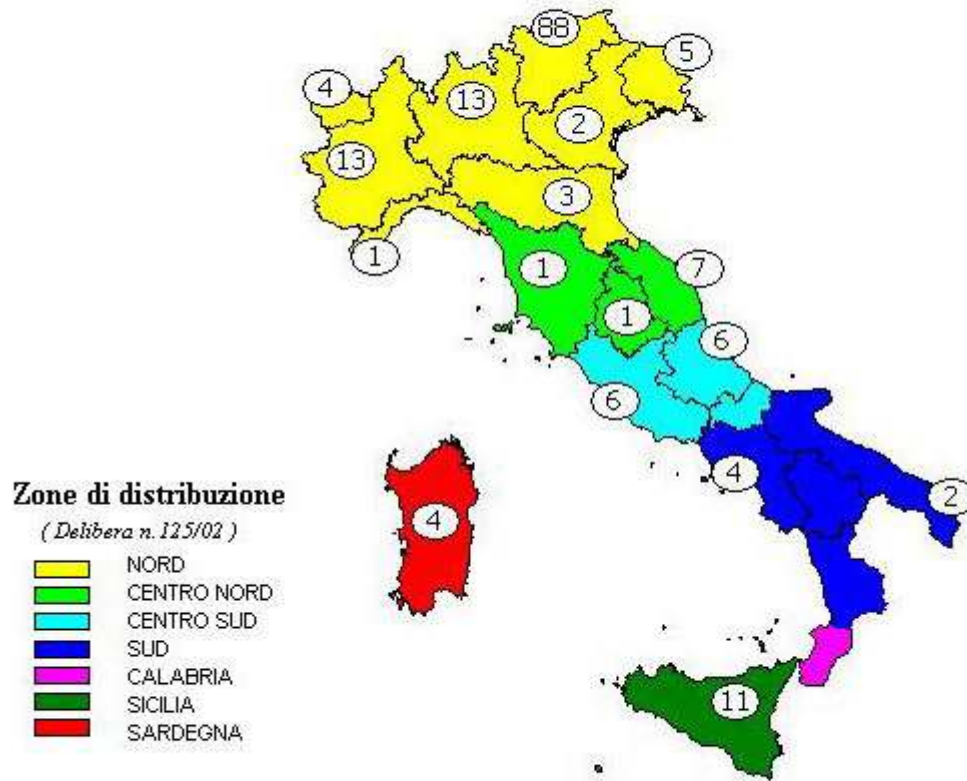 88
5
4
13
2
13
3
1
7
1
1
6
6
4
2
4
11
Zone di distribuzione
( Delibera n. 125/02 )
NORD
CENTRO NORD
CENTRO SUD
SUD
CALABRIA
SICILIA
SARDEGNA